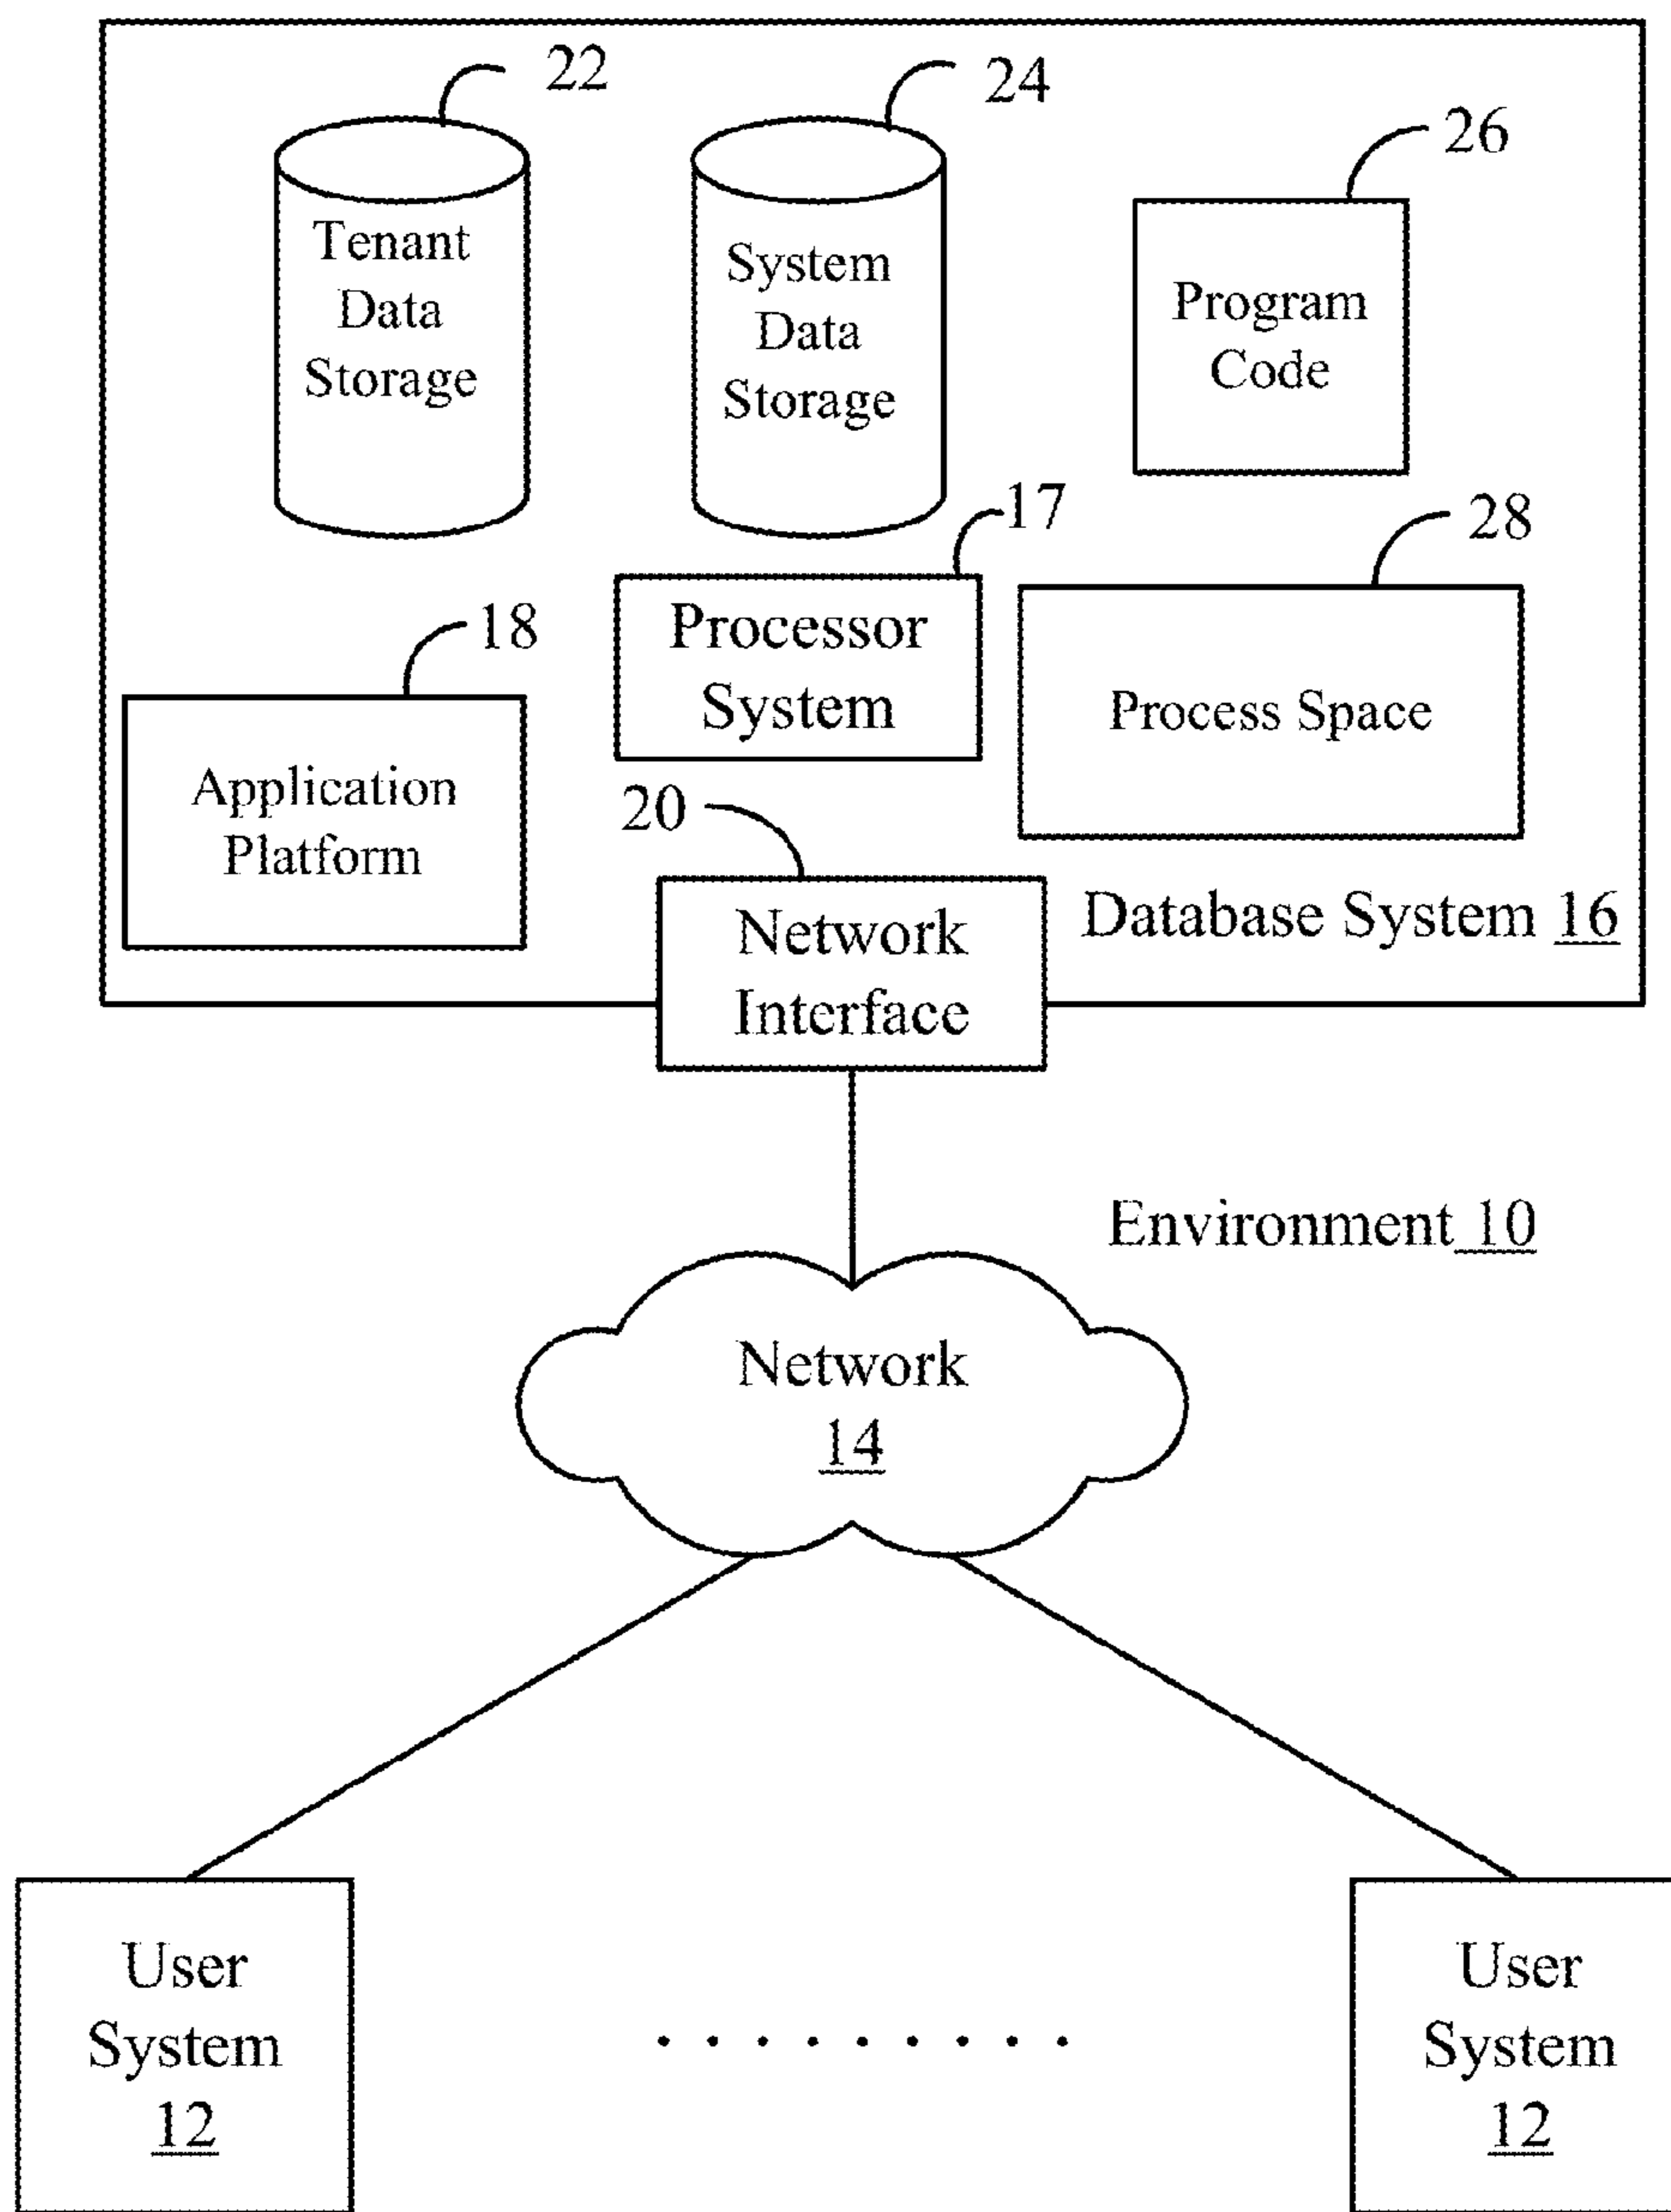 22
24
26
Tenant
Data
Storage
System
Data
Storage
Program
Code
17
28
18
Processor
System
Process Space
Application
Platform
20
Network
Interface
Database System 16
Environment 10
Network
14
User
System
12
. . . . . . . . .
User
System
12